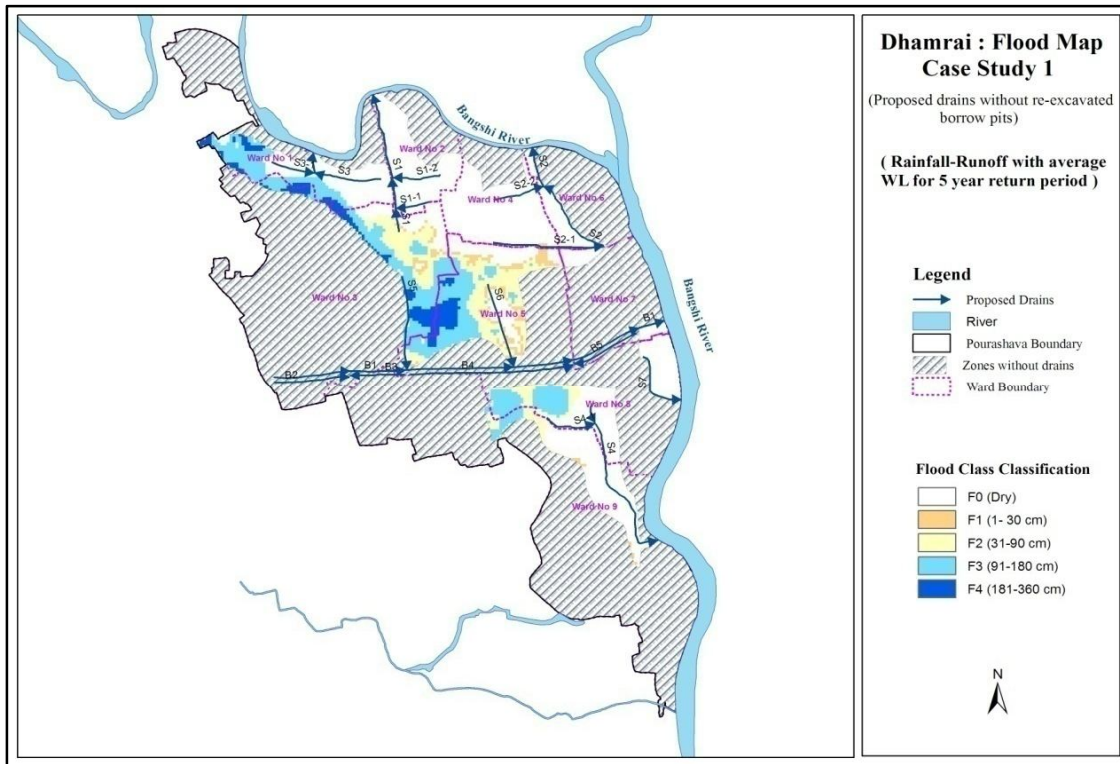 Dhamrai : Flood Map
Case Study 1
(Proposed drains without re-excavated
borrow pits)
( Rainfall-Runoff with average
WL for 5 year return period )
Legend
Proposed Drains
River
Pourashava Boundary
Zones without drains
Ward Boundary
Flood Class Classification
F0 (Dry)
F1 (1- 30 cm)
F2 (31-90 cm)
F3 (91-180 cm)
F4 (181-360 cm)
N
Bangshi River
Ward No 1
S3
S3
Ward No 2
S1
S1-2
S1-1
S1
S2
S2-2
Ward No 4
Ward No 6
S2
S2-1
Ward No 3
S5
S6
Ward No 5
Ward No 7
Bangshi River
B1
B5
B2
B1
B3
B4
S7
Ward No 8
S4
Ward No 9